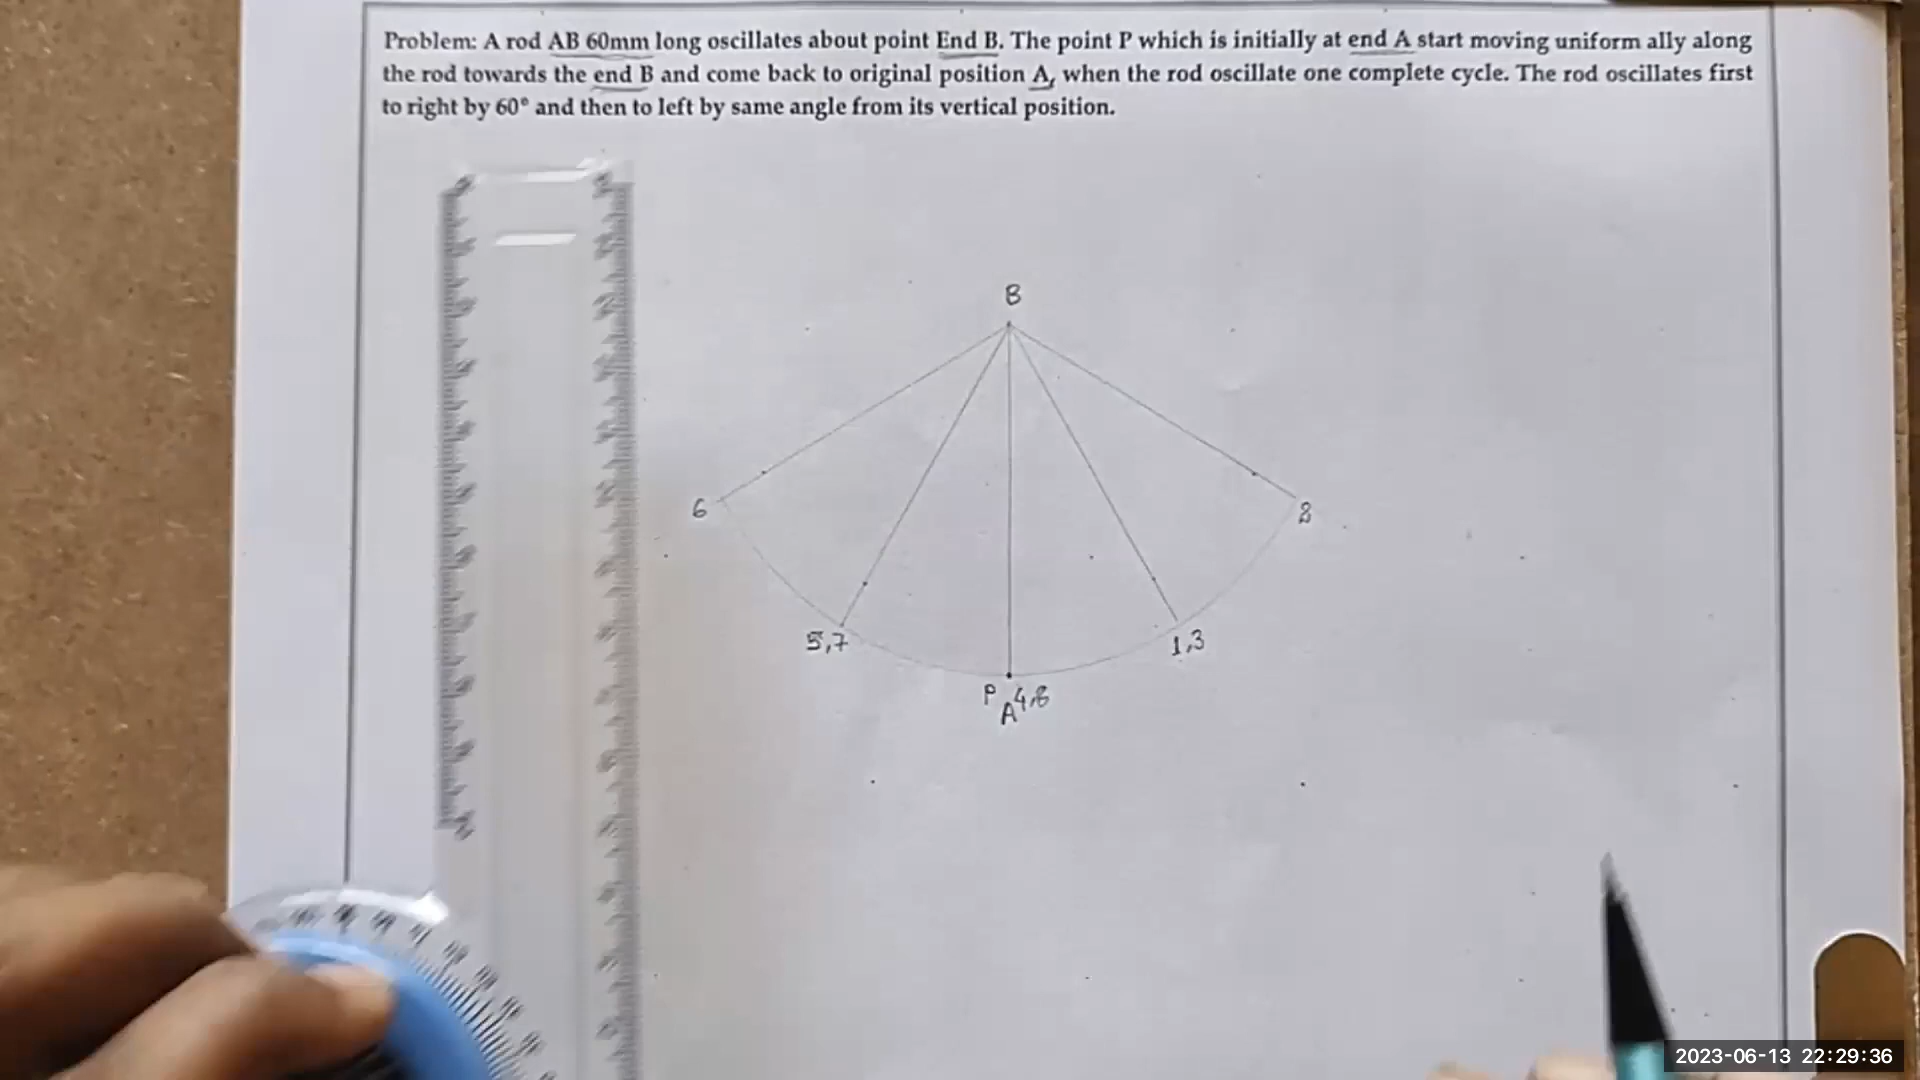 Problem: A rod AB 60mm long oscillates about point End B. The point P which is initially at end A start moving uniform ally along
the rod towards the end B and come back to original position A, when the rod oscillate one complete cycle. The rod oscillates first
to right by 60° and then to left by same angle from its vertical position.
B
6
2
5,7
1,3
P
A
4,8
2023-06-13 22:29:36